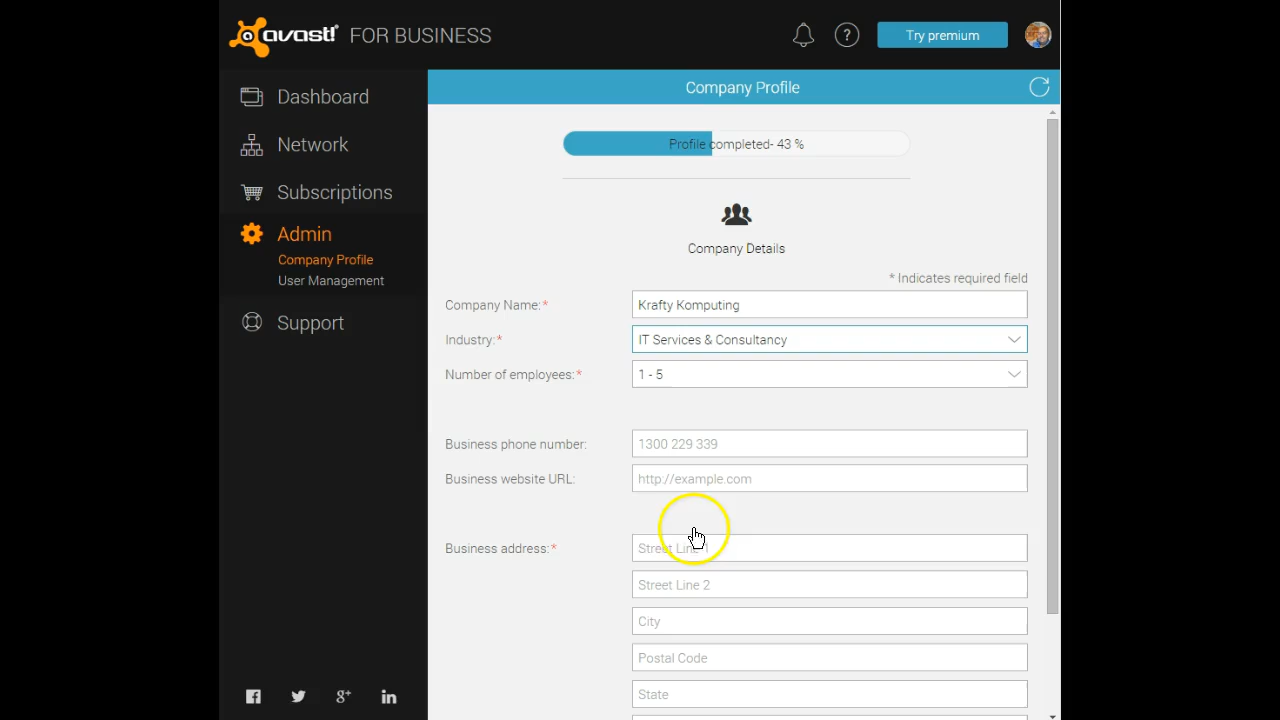 avast! FOR BUSINESS
?
Try premium
Dashboard
Network
Subscriptions
Admin
Company Profile
User Management
Support
Company Profile
Profile completed- 43 %
Company Details
* Indicates required field
Company Name:*
Krafty Komputing
Industry:*
IT Services & Consultancy
Number of employees:*
1 - 5
Business phone number:
1300 229 339
Business website URL:
http://example.com
Business address:*
Street Line 1
Street Line 2
City
Postal Code
State